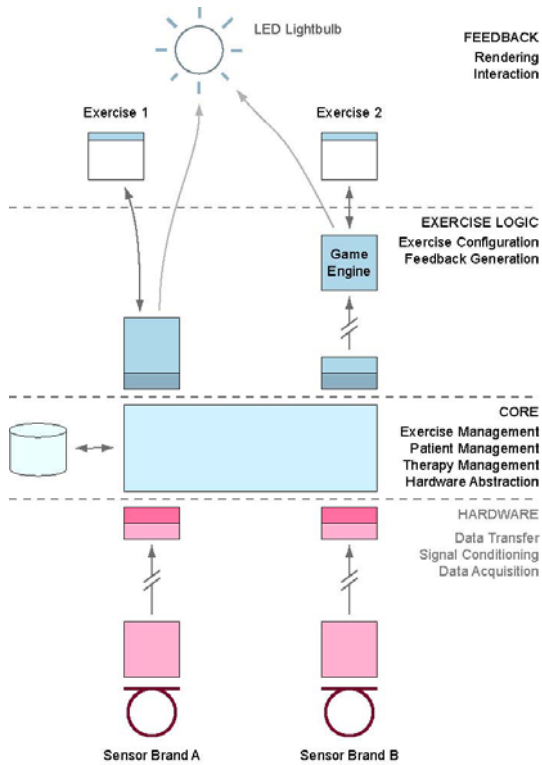 LED Lightbulb
FEEDBACK
Rendering
Interaction
Exercise 1
Exercise 2
EXERCISE LOGIC
Exercise Configuration
Feedback Generation
Game
Engine
CORE
Exercise Management
Patient Management
Therapy Management
Hardware Abstraction
HARDWARE
Data Transfer
Signal Conditioning
Data Acquisition
Sensor Brand A
Sensor Brand B